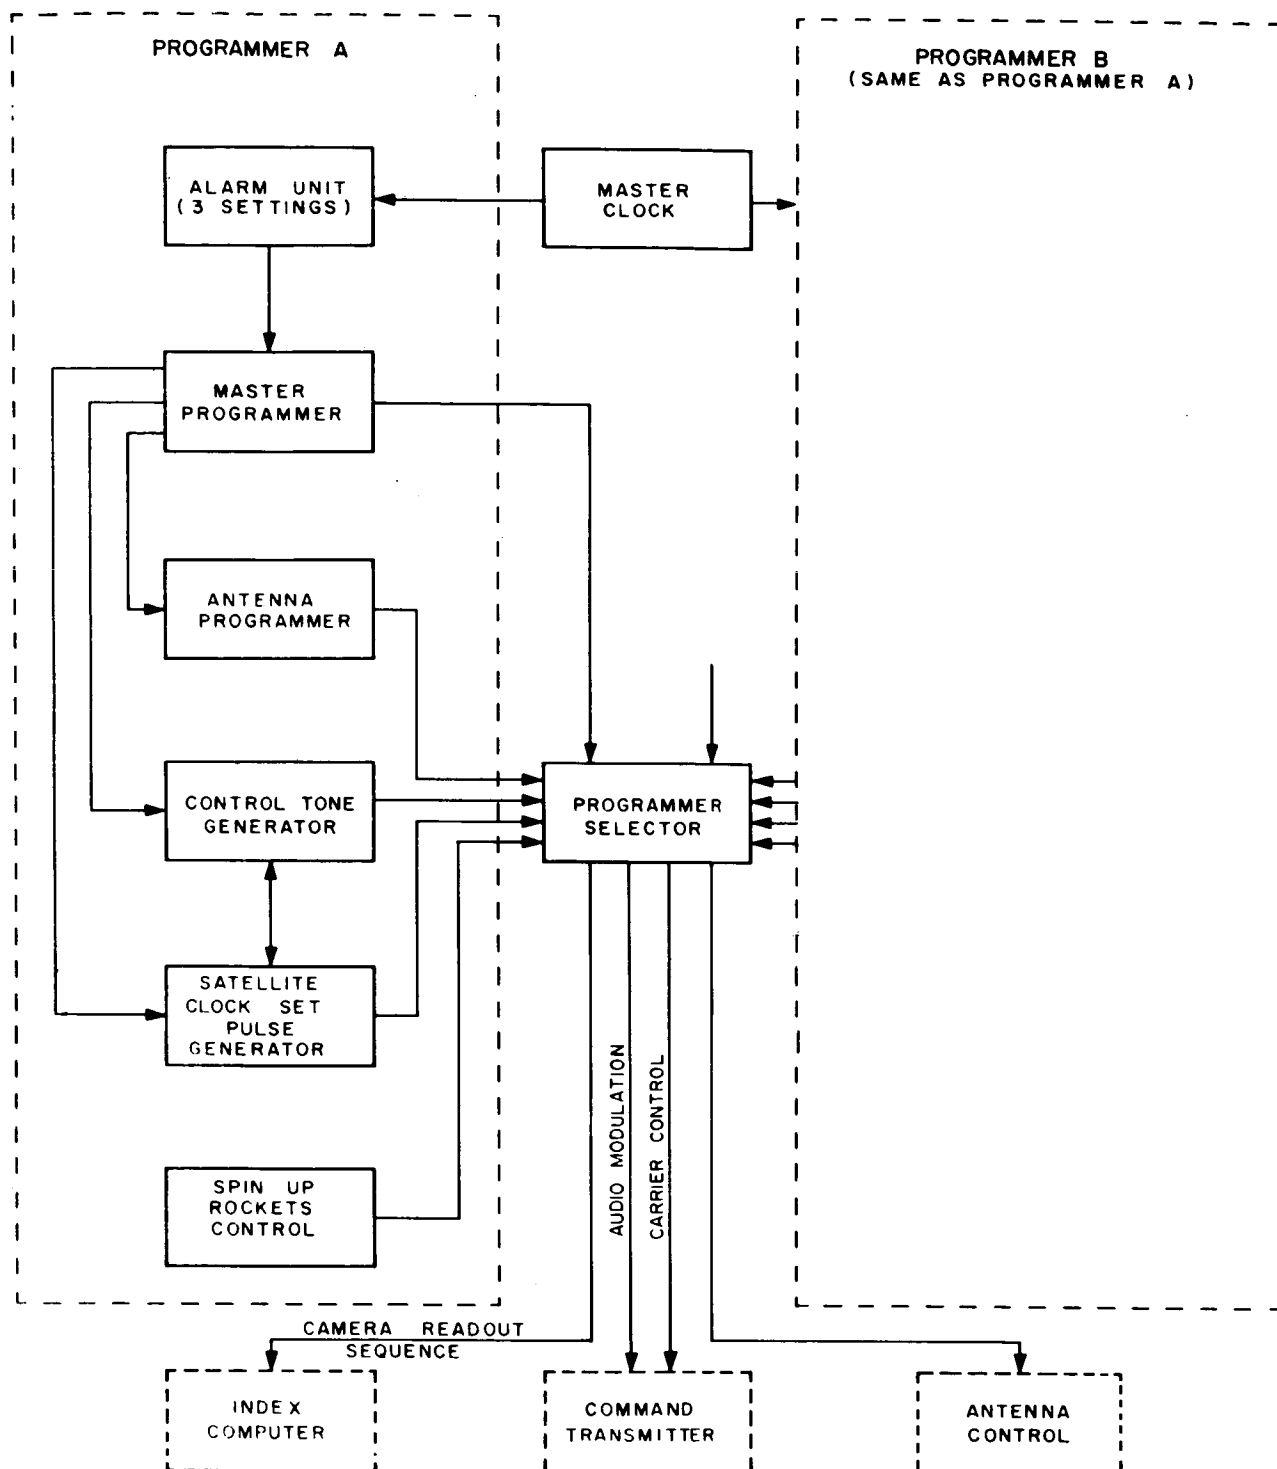 PROGRAMMER A
PROGRAMMER B
(SAME AS PROGRAMMER A)
ALARM UNIT
(3 SETTINGS)
MASTER
CLOCK
MASTER
PROGRAMMER
ANTENNA
PROGRAMMER
CONTROL TONE
GENERATOR
PROGRAMMER
SELECTOR
SATELLITE
CLOCK SET
PULSE
GENERATOR
AUDIO MODULATION
CARRIER CONTROL
SPIN UP
ROCKETS
CONTROL
CAMERA READOUT
SEQUENCE
INDEX
COMPUTER
COMMAND
TRANSMITTER
ANTENNA
CONTROL